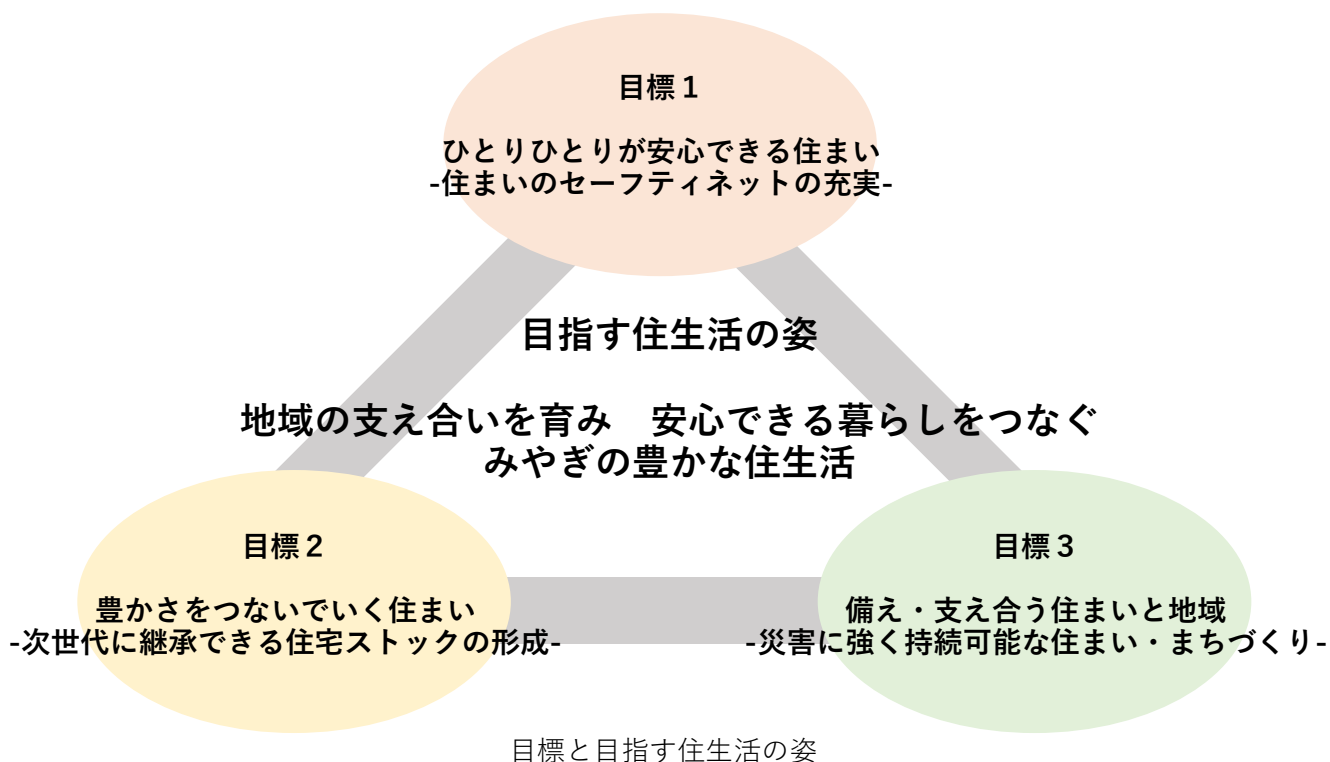 目標１
ひとりひとりが安心できる住まい
-住まいのセーフティネットの充実-
目指す住生活の姿
地域の支え合いを育み　安心できる暮らしをつなぐ
みやぎの豊かな住生活
目標２
豊かさをつないでいく住まい
-次世代に継承できる住宅ストックの形成-
目標３
備え・支え合う住まいと地域
-災害に強く持続可能な住まい・まちづくり-
目標と目指す住生活の姿